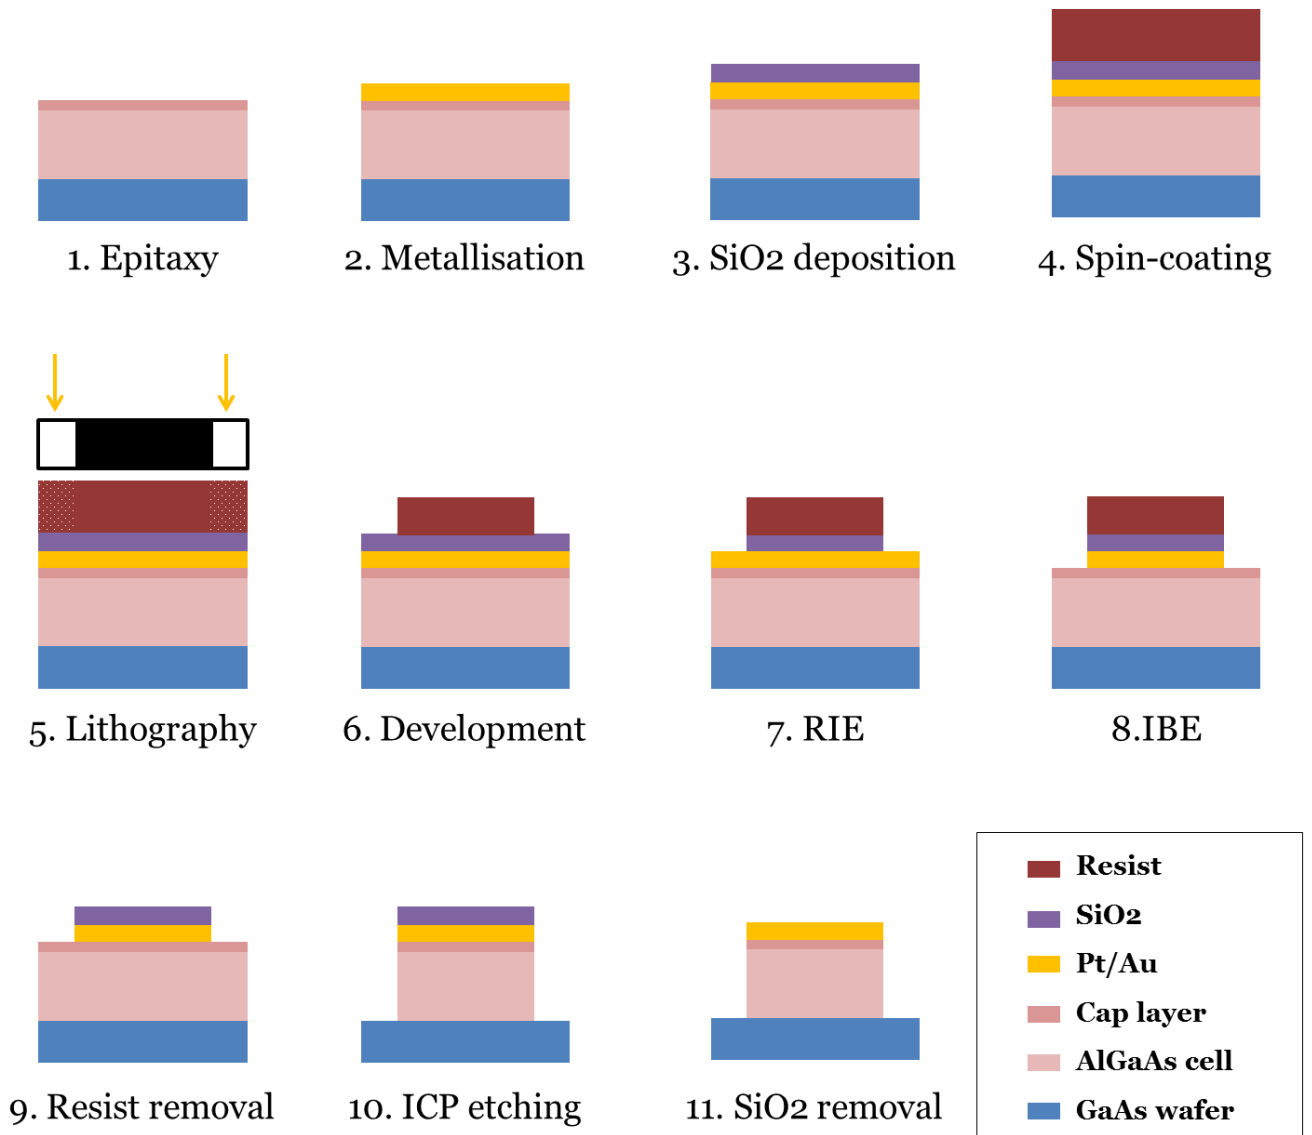 1. Epitaxy
2. Metallisation
3. SiO2 deposition
4. Spin-coating
5. Lithography
6. Development
7. RIE
8.IBE
9. Resist removal
10. ICP etching
11. SiO2 removal
Resist
SiO2
Pt/Au
Cap layer
AlGaAs cell
GaAs wafer